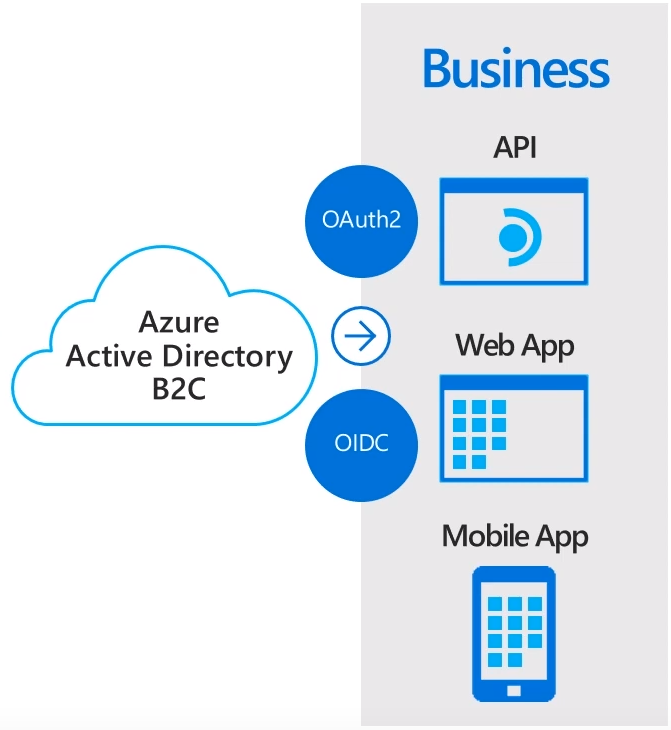 Business
API
OAuth2
Azure
Active Directory
B2C
Web App
OIDC
Mobile App